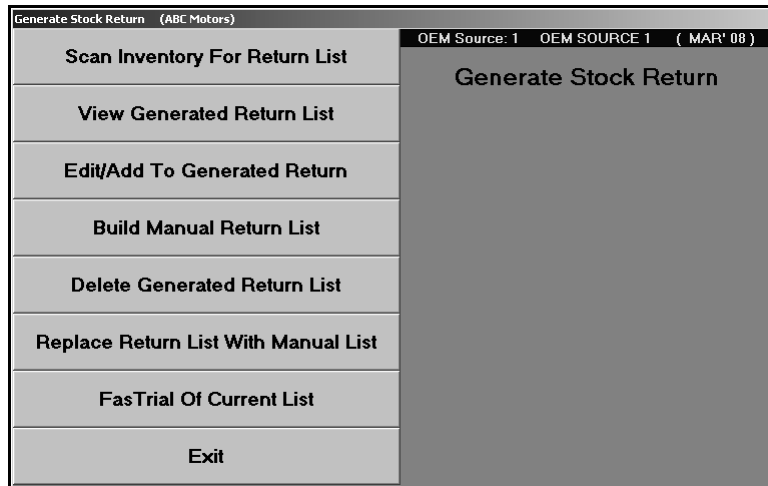 Generate Stock Return (ABC Motors)
Scan Inventory For Return List
View Generated Return List
Edit/Add To Generated Return
Build Manual Return List
Delete Generated Return List
Replace Return List With Manual List
FasTrial Of Current List
Exit
OEM Source: 1 OEM SOURCE 1 ( MAR' 08 )
Generate Stock Return